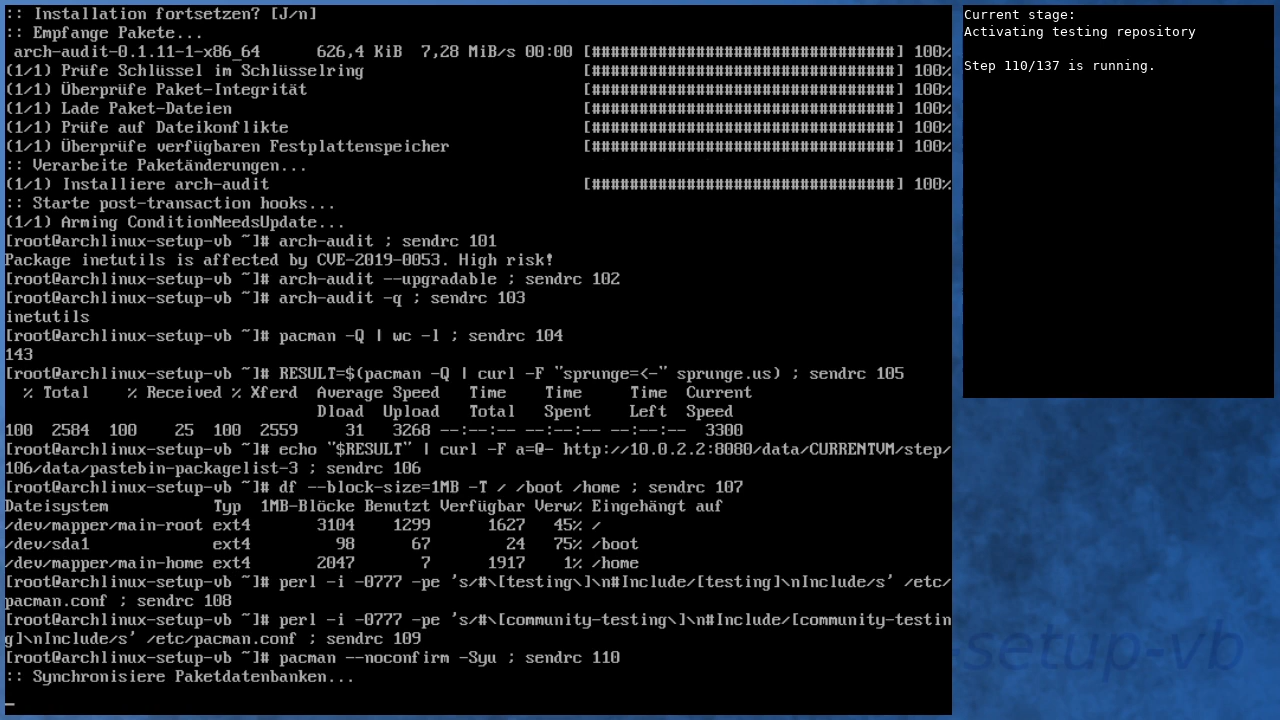 :: Installation fortsetzen? [J/n]
:: Empfange Pakete...
 arch-audit-0.1.11-1-x86_64      626,4 KiB  7,28 MiB/s 00:00 [################################] 100%
(1/1) Prüfe Schlüssel im Schlüsselring                       [################################] 100%
(1/1) Überprüfe Paket-Integrität                             [################################] 100%
(1/1) Lade Paket-Dateien                                     [################################] 100%
(1/1) Prüfe auf Dateikonflikte                               [################################] 100%
(1/1) Überprüfe verfügbaren Festplattenspeicher              [################################] 100%
:: Verarbeite Paketänderungen...
(1/1) Installiere arch-audit                                 [################################] 100%
:: Starte post-transaction hooks...
(1/1) Arming ConditionNeedsUpdate...
[root@archlinux-setup-vb ~]# arch-audit ; sendrc 101
Package inetutils is affected by CVE-2019-0053. High risk!
[root@archlinux-setup-vb ~]# arch-audit --upgradable ; sendrc 102
[root@archlinux-setup-vb ~]# arch-audit -q ; sendrc 103
inetutils
[root@archlinux-setup-vb ~]# pacman -Q | wc -l ; sendrc 104
143
[root@archlinux-setup-vb ~]# RESULT=$(pacman -Q | curl -F "sprunge=<-" sprunge.us) ; sendrc 105
  % Total    % Received % Xferd  Average Speed   Time    Time     Time  Current
                                 Dload  Upload   Total   Spent    Left  Speed
100  2584  100    25  100  2559     31   3268 --:--:-- --:--:-- --:--:--  3300
[root@archlinux-setup-vb ~]# echo "$RESULT" | curl -F a=@- http://10.0.2.2:8080/data/CURRENTVM/step/
106/data/pastebin-packagelist-3 ; sendrc 106
[root@archlinux-setup-vb ~]# df --block-size=1MB -T / /boot /home ; sendrc 107
Dateisystem           Typ  1MB-Blöcke Benutzt Verfügbar Verw% Eingehängt auf
/dev/mapper/main-root ext4       3104    1299      1627   45% /
/dev/sda1             ext4         98      67        24   75% /boot
/dev/mapper/main-home ext4       2047       7      1917    1% /home
[root@archlinux-setup-vb ~]# perl -i -0777 -pe 's/#\[testing\]\n#Include/[testing]\nInclude/s' /etc/
pacman.conf ; sendrc 108
[root@archlinux-setup-vb ~]# perl -i -0777 -pe 's/#\[community-testing\]\n#Include/[community-testin
g]\nInclude/s' /etc/pacman.conf ; sendrc 109
[root@archlinux-setup-vb ~]# pacman --noconfirm -Syu ; sendrc 110
:: Synchronisiere Paketdatenbanken...
Current stage:
Activating testing repository
Step 110/137 is running.
-setup-vb